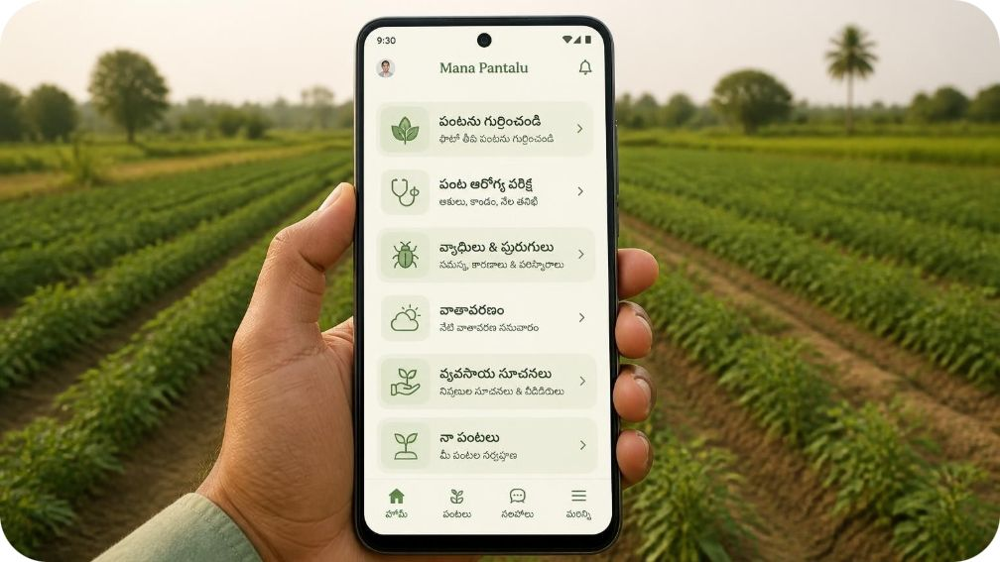 9:30
Mana Pantalu
పంటను గుర్తించండి
ఫొటో తీసి పంటను గుర్తించండి
పంట ఆరోగ్య పరీక్ష
ఆకులు, కాండం, నేల తనిఖీ
వ్యాధులు & పురుగులు
సమస్య, కారణాలు & పరిష్కారాలు
వాతావరణం
నేటి వాతావరణ సమాచారం
వ్యవసాయ సూచనలు
నిపుణుల సూచనలు & వీడియోలు
నా పంటలు
మీ పంటల నిర్వహణ
హోమ్
పంటలు
సలహాలు
మరిన్ని